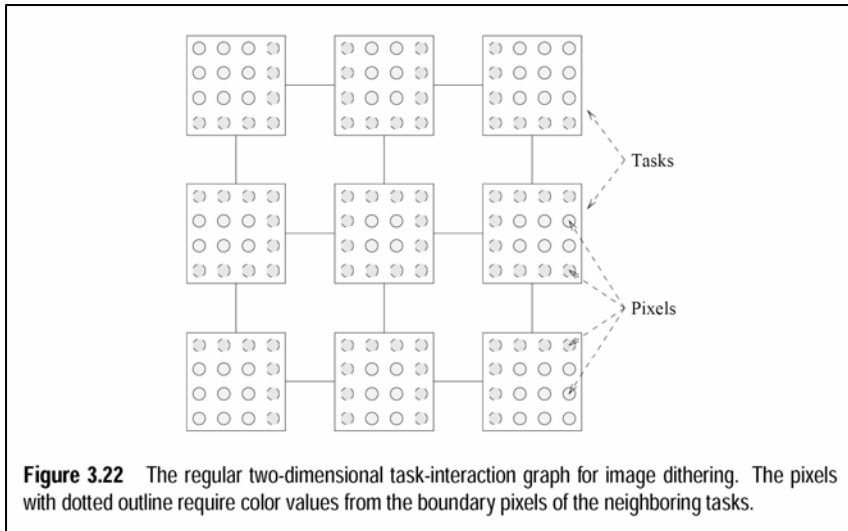 Tasks
Pixels
Figure 3.22 The regular two-dimensional task-interaction graph for image dithering. The pixels
with dotted outline require color values from the boundary pixels of the neighboring tasks.